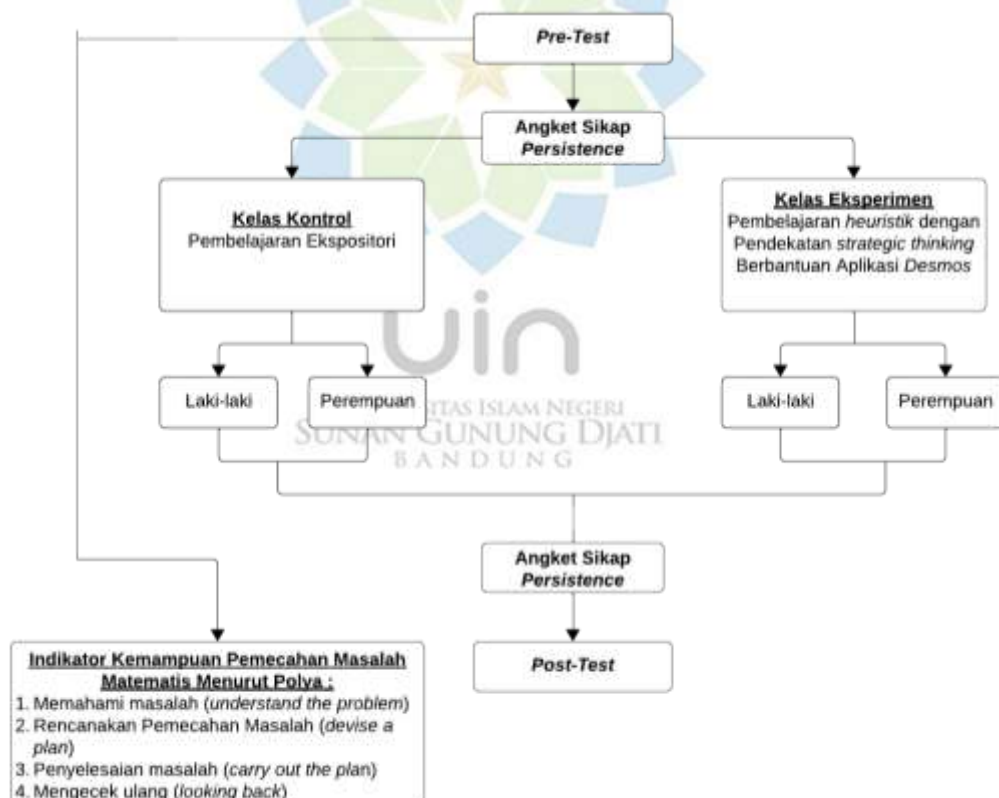 Pre-Test
Angket Sikap
Persistence
Kelas Kontrol
Pembelajaran Ekspositori
Kelas Eksperimen
Pembelajaran heuristik dengan
Pendekatan strategic thinking
Berbantuan Aplikasi Desmos
uin
Laki-laki
Perempuan
Laki-laki
Perempuan
ISLAM NEGERI
SUNAN GUNUNG DJATI
BANDUNG
Angket Sikap
Persistence
Post-Test
Indikator Kemampuan Pemecahan Masalah
Matematis Menurut Polya :
1. Memahami masalah (understand the problem)
2. Rencanakan Pemecahan Masalah (devise a
plan)
3. Penyelesaian masalah (carry out the plan)
4. Mengecek ulang (looking back)